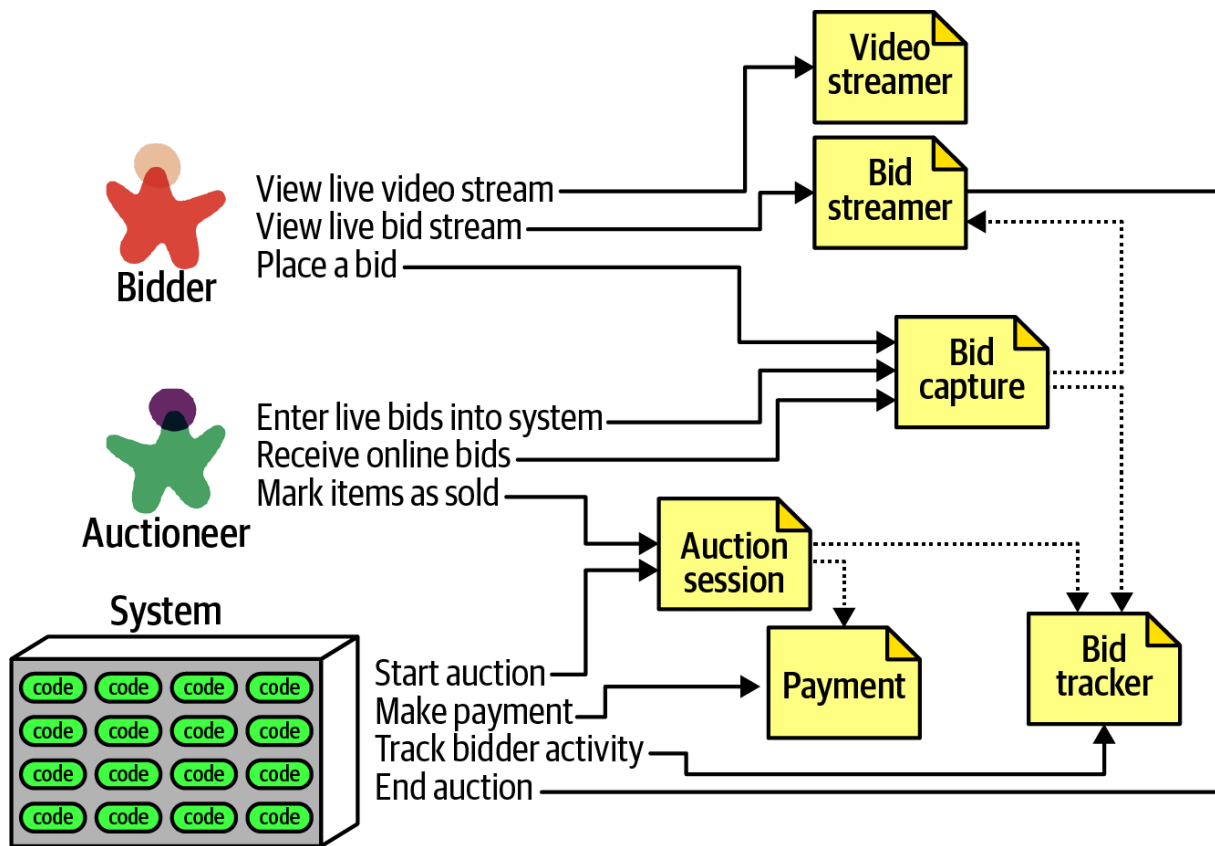 Video
streamer
Bid
streamer
View live video stream
View live bid stream
Place a bid
Bidder
Bid
capture
Enter live bids into system
Receive online bids
Mark items as sold
Auctioneer
Auction
session
System
Start auction
Make payment
Track bidder activity
End auction
Payment
Bid
tracker
code code code code
code code code code
code code code code
code code code code